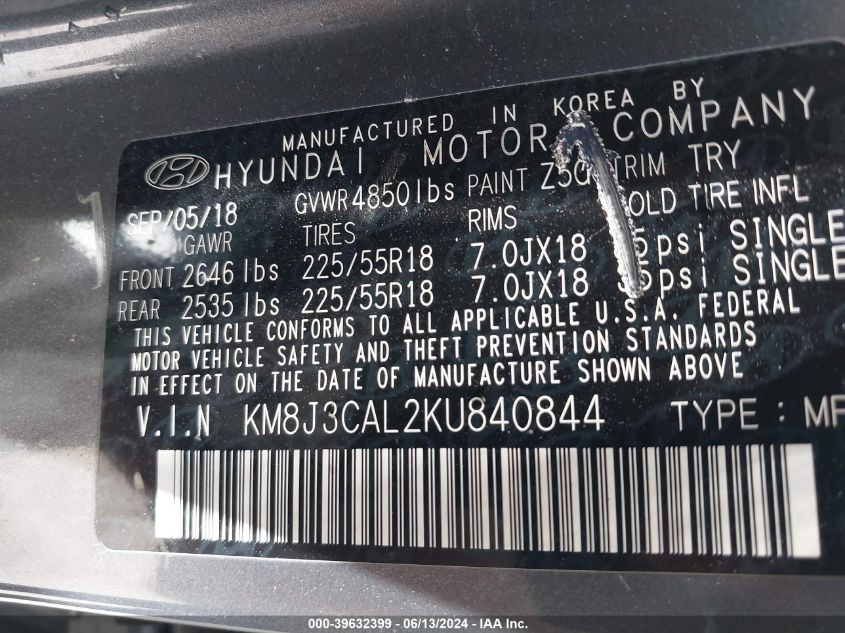 MANUFACTURED IN KOREA BY
HYUNDAI MOTOR COMPANY
SEP/05/18 GVWR 4850lbs PAINT TRIM TRY
GAWR TIRES RIMS COLD TIRE INFL
FRONT 2646 lbs 225/55R18 7.0JX18 psi SINGLE
REAR 2535 lbs 225/55R18 7.0JX18 psi SINGLE
THIS VEHICLE CONFORMS TO ALL APPLICABLE U.S.A. FEDERAL
MOTOR VEHICLE SAFETY AND THEFT PREVENTION STANDARDS
IN EFFECT ON THE DATE OF MANUFACTURE SHOWN ABOVE
V.I.N KM8J3CAL2KU840844 TYPE:
000-39632399 - 06/13/2024 - IAA Inc.